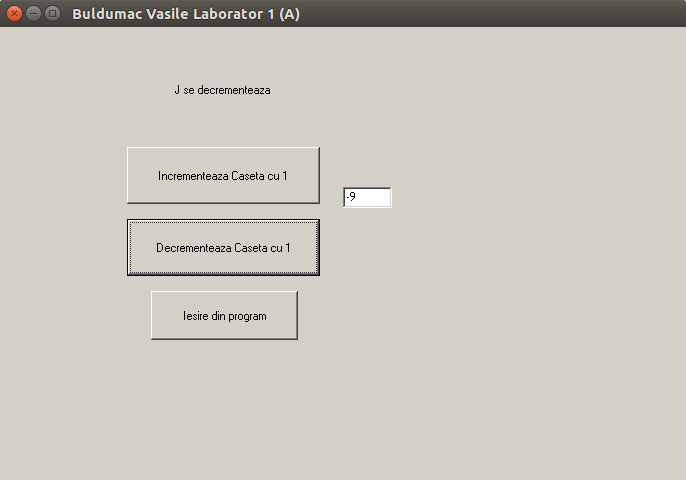 Buldumac Vasile Laborator 1 (A)
J se decrementeaza
Incrementeaza Caseta cu 1
-9
Decrementeaza Caseta cu 1
Iesire din program